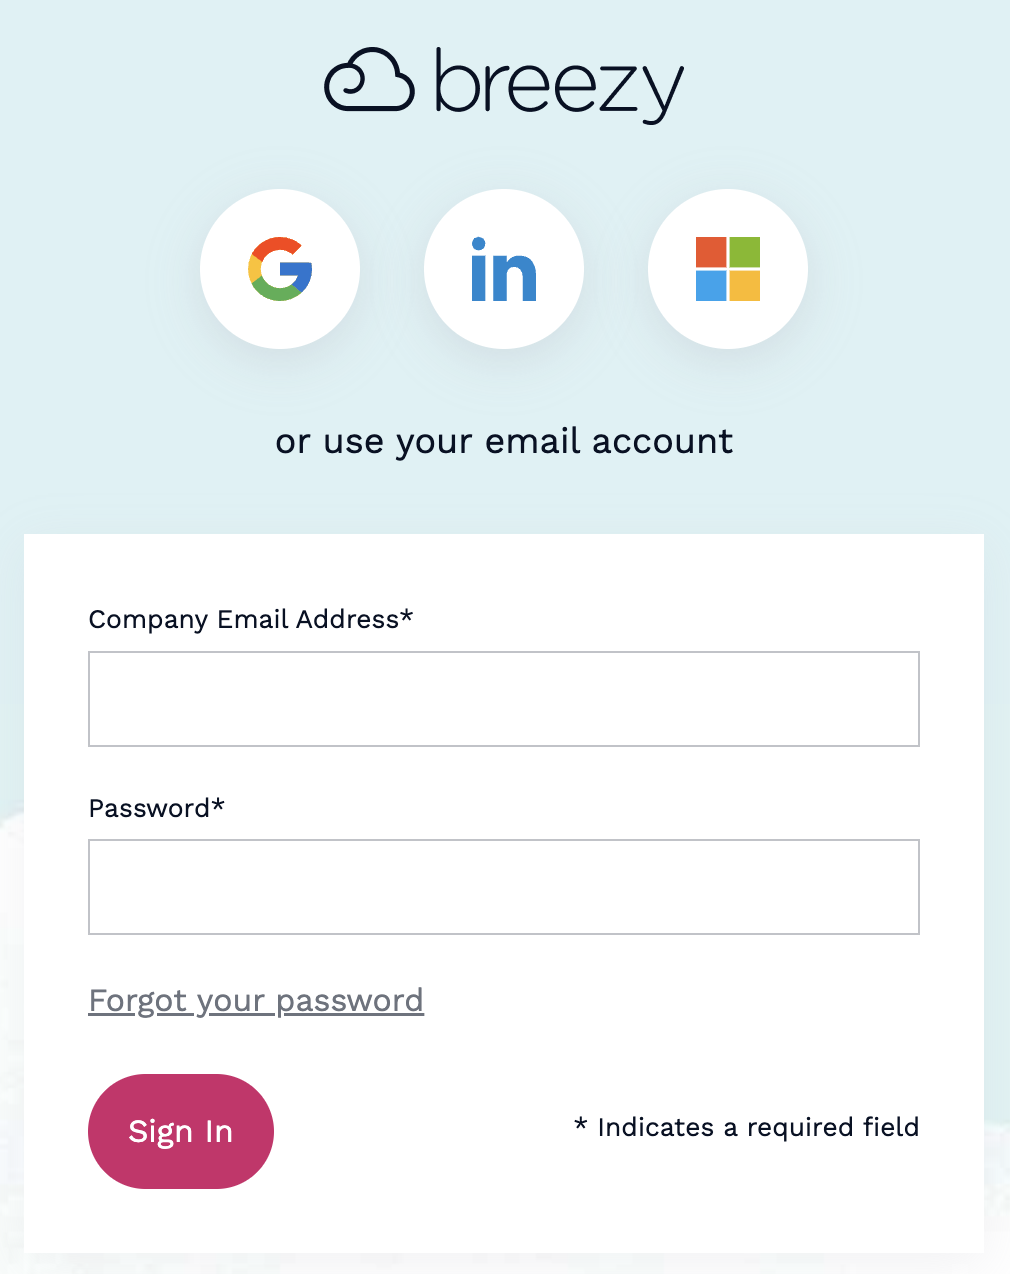 breezy
in
or use your email account
Company Email Address*
Password*
Forgot your password
Sign In
* Indicates a required field